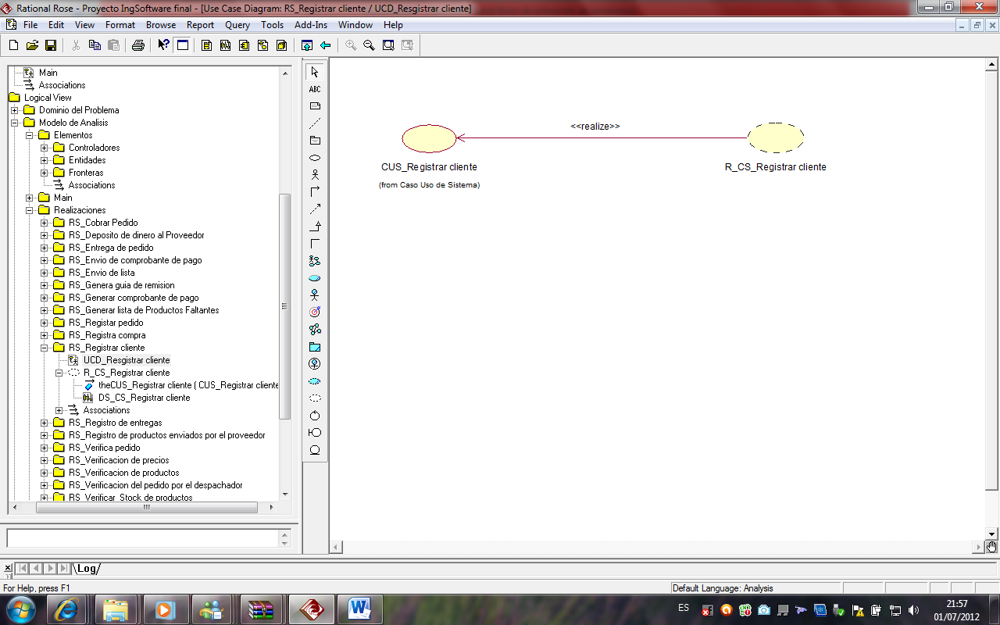 Rational Rose - Proyecto IngSoftware final - [Use Case Diagram: RS_Registrar cliente / UCD_Resgistrar cliente]
File Edit View Format Browse Report Query Tools Add-Ins Window Help
Main
Associations
Logical View
Dominio del Problema
Modelo de Analisis
Elementos
Controladores
Entidades
Fronteras
Associations
Main
Realizaciones
RS_Cobrar Pedido
RS_Deposito de dinero al Proveedor
RS_Entrega de pedido
RS_Envio de comprobante de pago
RS_Envio de lista
RS_Genera guia de remision
RS_Generar comprobante de pago
RS_Generar lista de Productos Faltantes
RS_Registar pedido
RS_Registra compra
RS_Registrar cliente
UCD_Resgistrar cliente
R_CS_Registrar cliente
theCUS_Registrar cliente ( CUS_Registrar cliente
DS_CS_Registrar cliente
Associations
RS_Registro de entregas
RS_Registro de productos enviados por el proveedor
RS_Verifica pedido
RS_Verificacion de precios
RS_Verificacion de productos
RS_Verificacion del pedido por el despachador
RS_Verificar_Stock de productos
ABC
<<realize>>
CUS_Registrar cliente
R_CS_Registrar cliente
(from Caso Uso de Sistema)
Log
For Help, press F1
Default Language: Analysis
ES
21:57
01/07/2012